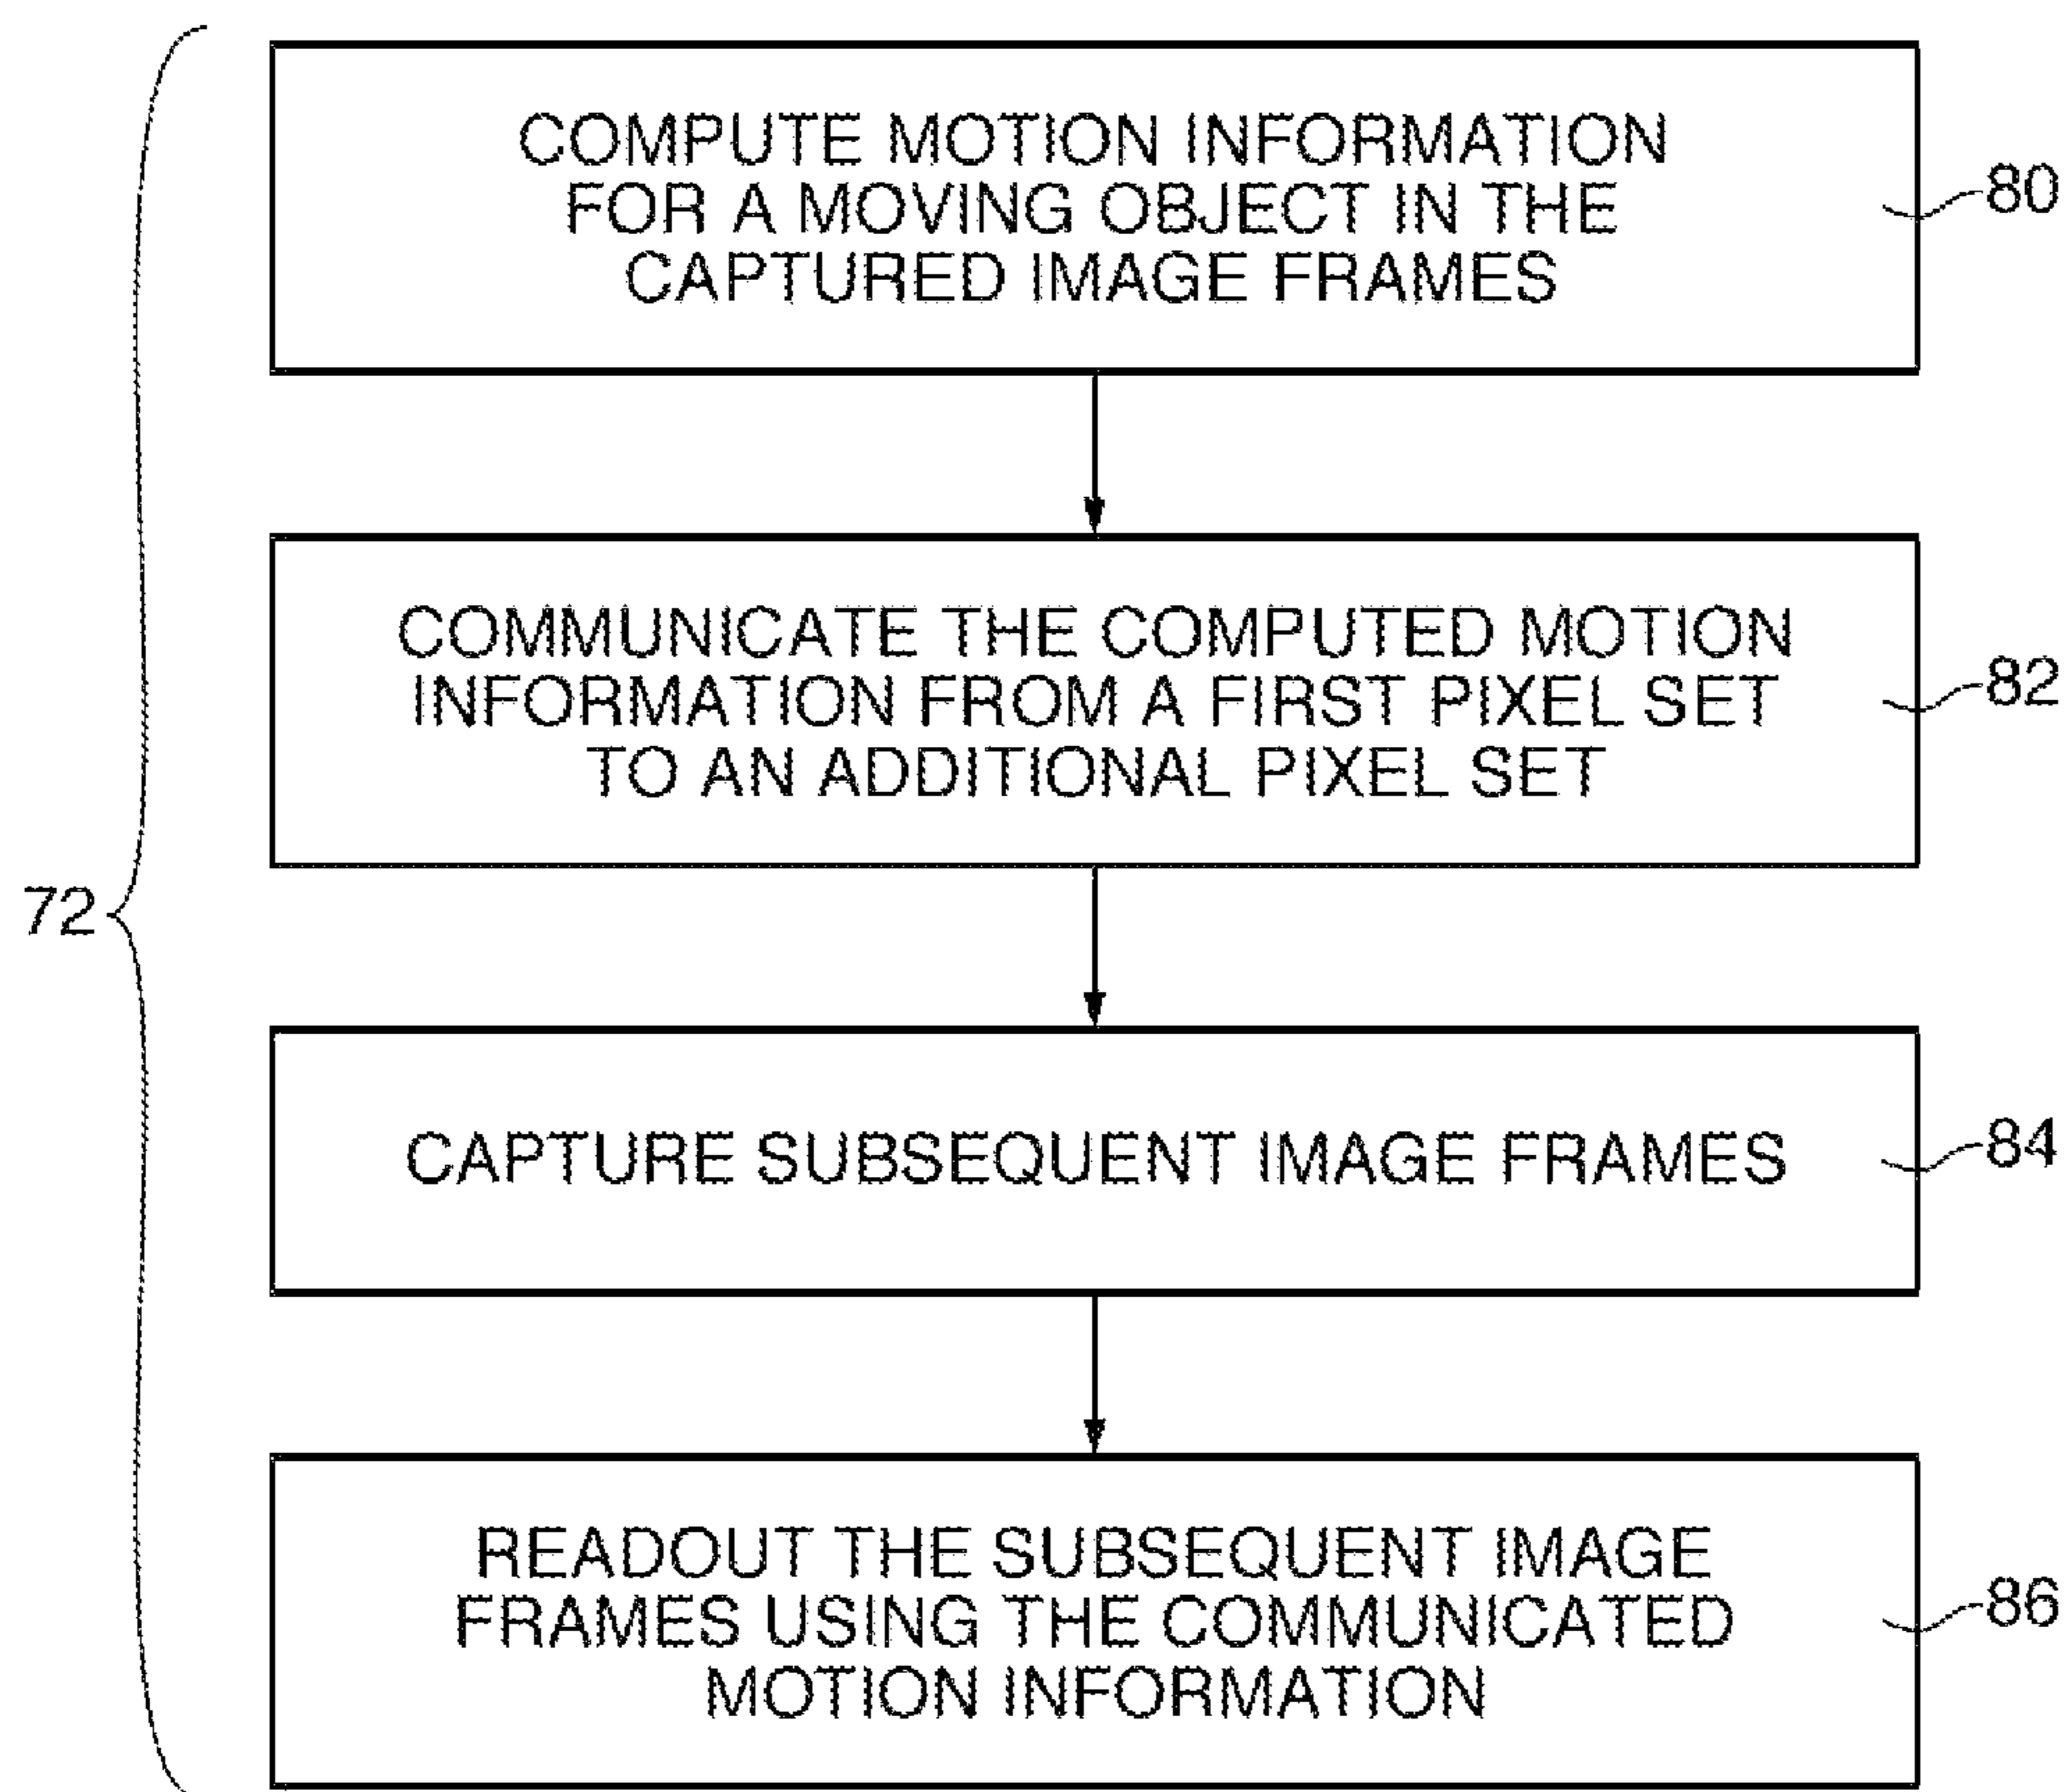 COMPUTE MOTION INFORMATION
FOR A MOVING OBJECT IN THE
CAPTURED IMAGE FRAMES
80
COMMUNICATE THE COMPUTED MOTION
INFORMATION FROM A FIRST PIXEL SET
TO AN ADDITIONAL PIXEL SET
82
72
CAPTURE SUBSEQUENT IMAGE FRAMES
84
READOUT THE SUBSEQUENT IMAGE
FRAMES USING THE COMMUNICATED
MOTION INFORMATION
86